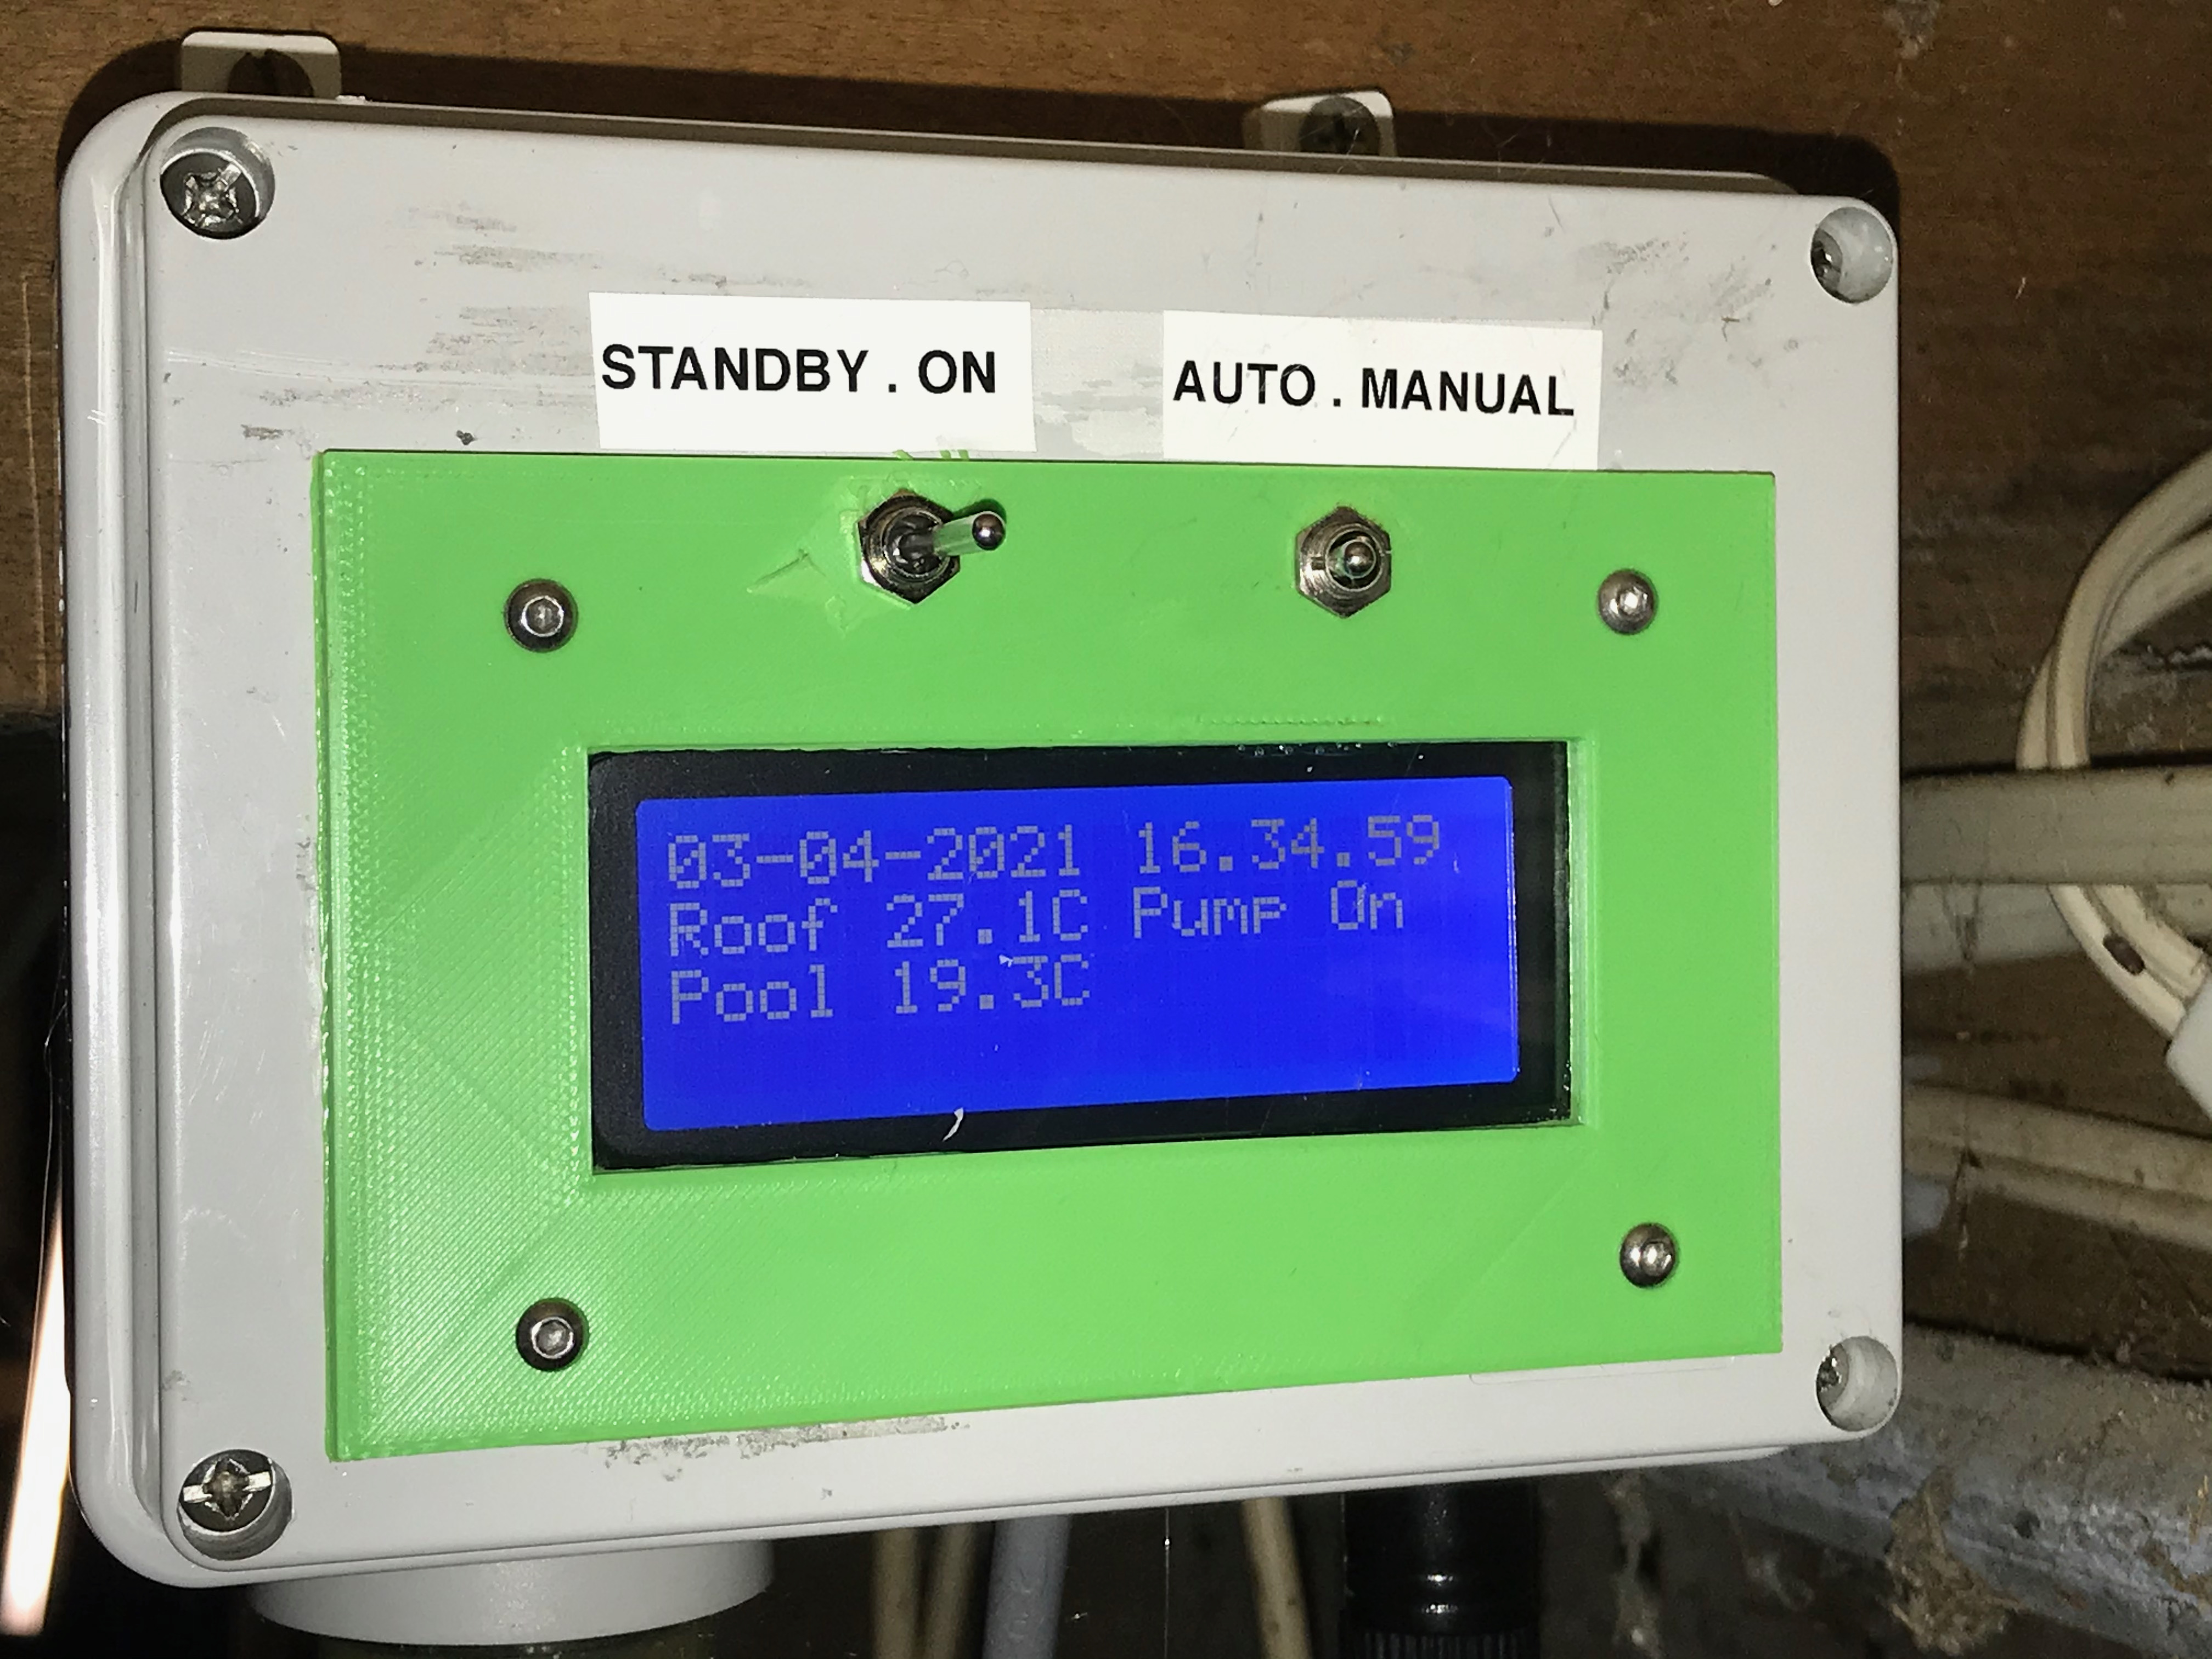 STANDBY . ON
AUTO . MANUAL
03-04-2021 16.34.59
Roof 27.1C Pump On
Pool 19.3C